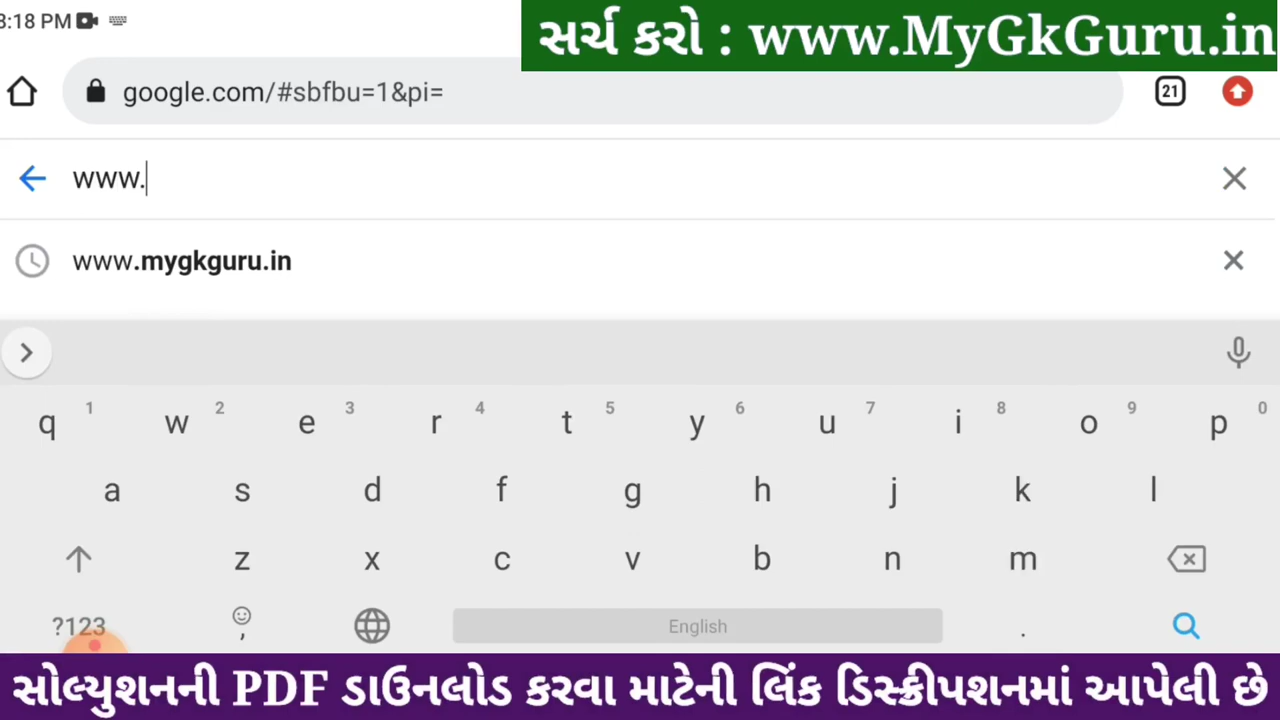 3:18 PM
સર્ચ કરો : www.MyGkGuru.in
google.com/#sbfbu=1&pi=
21
www.
www.mygkguru.in
q 1 w 2 e 3 r 4 t 5 y 6 u 7 i 8 o 9 p 0
a s d f g h j k l
z x c v b n m
?123 , English .
સોલ્યુશનની PDF ડાઉનલોડ કરવા માટેની લિંક ડિસ્ક્રીપશનમાં આપેલી છે